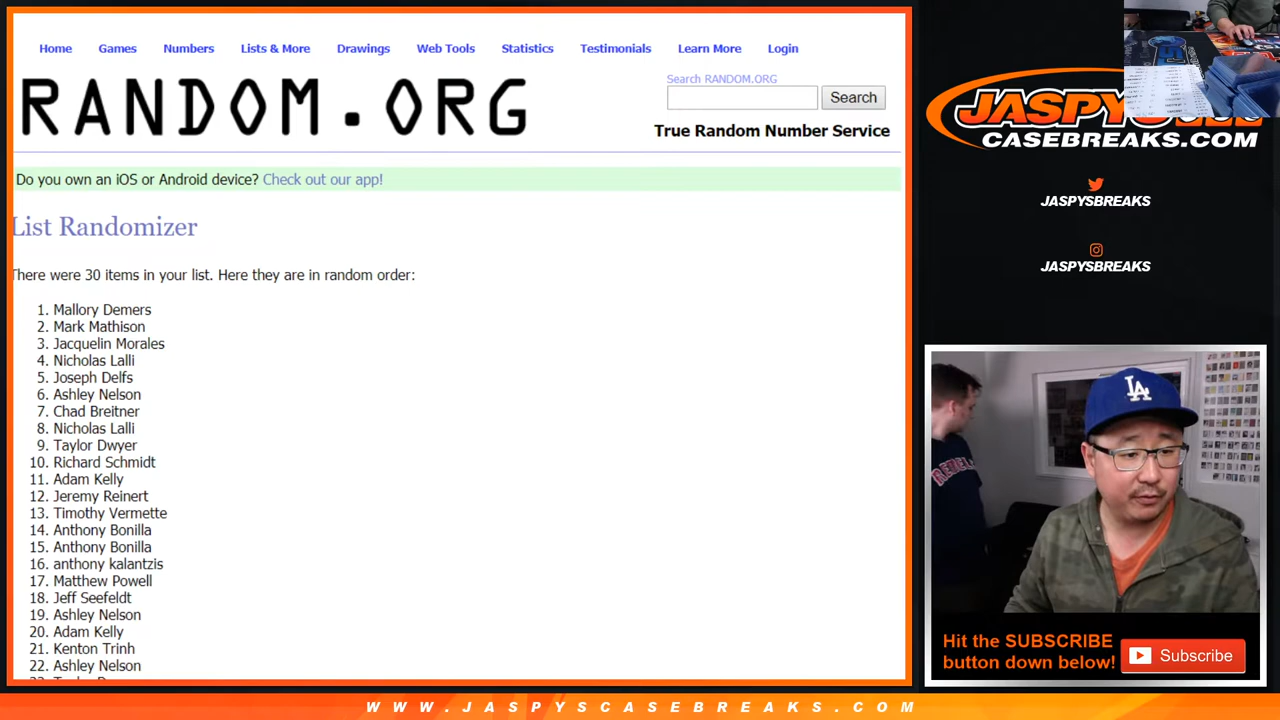 Home Games Numbers Lists & More Drawings Web Tools Statistics Testimonials Learn More Login
RANDOM.ORG
Search RANDOM.ORG
Search
True Random Number Service
Do you own an iOS or Android device? Check out our app!
List Randomizer
There were 30 items in your list. Here they are in random order:
1. Mallory Demers
2. Mark Mathison
3. Jacquelin Morales
4. Nicholas Lalli
5. Joseph Delfs
6. Ashley Nelson
7. Chad Breitner
8. Nicholas Lalli
9. Taylor Dwyer
10. Richard Schmidt
11. Adam Kelly
12. Jeremy Reinert
13. Timothy Vermette
14. Anthony Bonilla
15. Anthony Bonilla
16. anthony kalantzis
17. Matthew Powell
18. Jeff Seefeldt
19. Ashley Nelson
20. Adam Kelly
21. Kenton Trinh
22. Ashley Nelson
CASEBREAKS.COM
JASPYSBREAKS
JASPYSBREAKS
LA
Hit the SUBSCRIBE
button down below!
Subscribe
WWW.JASPYSCASEBREAKS.COM